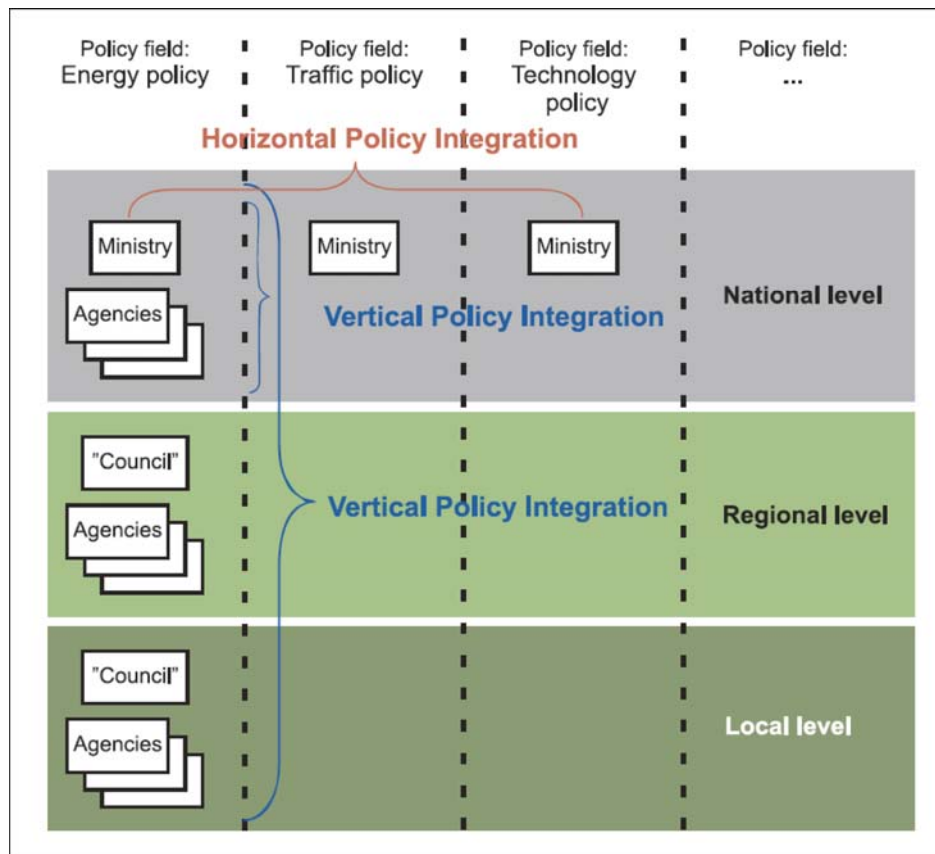 Policy field:
Energy policy
Policy field:
Traffic policy
Policy field:
Technology
policy
Policy field:
...
Horizontal Policy Integration
Ministry
Ministry
Ministry
Agencies
Vertical Policy Integration
National level
"Council"
Agencies
Vertical Policy Integration
Regional level
"Council"
Agencies
Local level